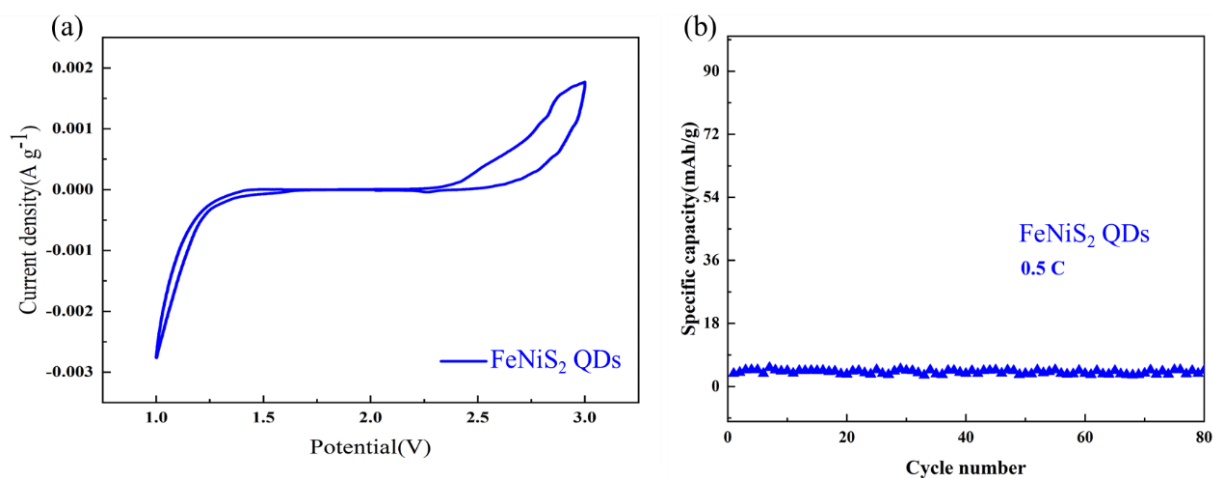 (a)
0.002
0.001
0.000
-0.001
-0.002
-0.003
Current density(A g⁻¹)
FeNiS₂ QDs
1.0 1.5 2.0 2.5 3.0
Potential(V)
(b)
90
72
54
36
18
0
Specific capacity(mAh/g)
FeNiS₂ QDs
0.5 C
0 20 40 60 80
Cycle number